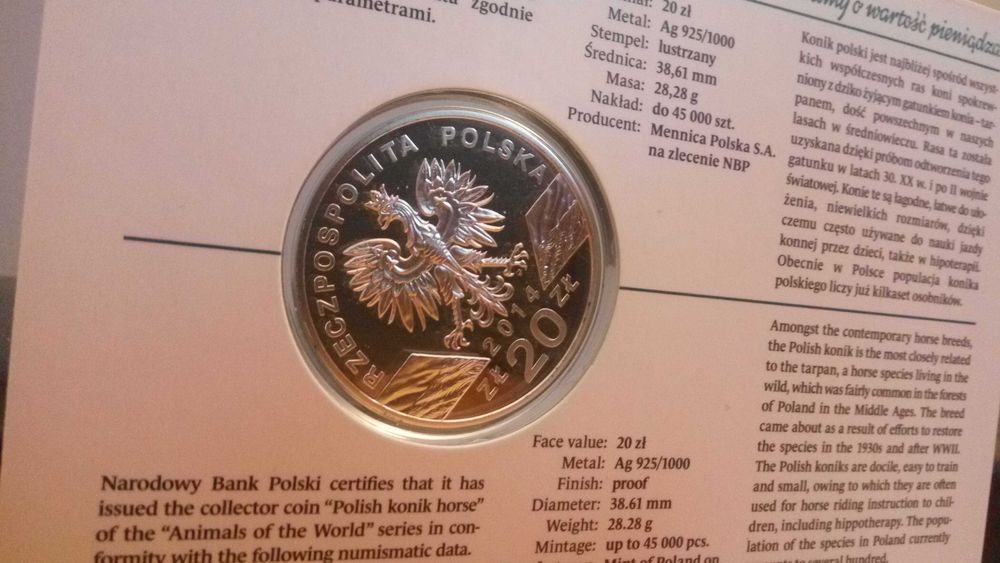 zgodnie
parametrami.
20 zł
Metal: Ag 925/1000
Stempel: lustrzany
Średnica: 38,61 mm
Masa: 28,28 g
Nakład: do 45 000 szt.
Producent: Mennica Polska S.A.
na zlecenie NBP
o wartość pieniądza
Konik polski jest najbliżej spośród wszyst-
kich współczesnych ras koni spokrew-
niony z dziko żyjącym gatunkiem konia – tar-
panem, dość powszechnym w naszych
lasach w średniowieczu. Rasa ta została
uzyskana dzięki próbom odtworzenia tego
gatunku w latach 30. XX w. i po II wojnie
światowej. Konie te są łagodne, łatwe do uło-
żenia, niewielkich rozmiarów, dzięki
czemu często używane do nauki jazdy
konnej przez dzieci, także w hipoterapii.
Obecnie w Polsce populacja konika
polskiego liczy już kilkaset osobników.
RZECZPOSPOLITA POLSKA
2014
ZŁ 20 ZŁ
Amongst the contemporary horse breeds,
the Polish konik is the most closely related
to the tarpan, a horse species living in the
wild, which was fairly common in the forests
of Poland in the Middle Ages. The breed
came about as a result of efforts to restore
the species in the 1930s and after WWII.
The Polish koniks are docile, easy to train
and small, owing to which they are often
used for horse riding instruction to chil-
dren, including hippotherapy. The popu-
lation of the species in Poland currently
to several hundred.
Face value: 20 zł
Metal: Ag 925/1000
Finish: proof
Diameter: 38.61 mm
Weight: 28.28 g
Mintage: up to 45 000 pcs.
Mint of Poland on
Narodowy Bank Polski certifies that it has
issued the collector coin “Polish konik horse”
of the “Animals of the World” series in con-
formity with the following numismatic data.